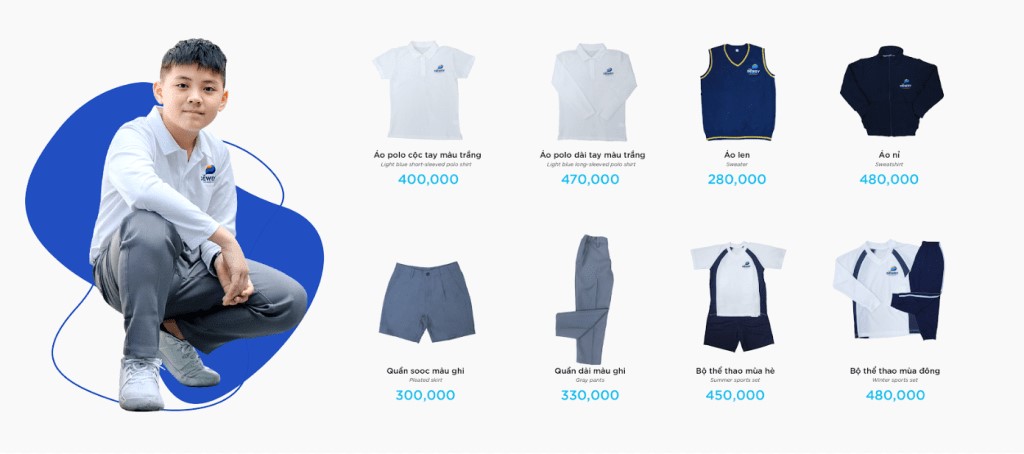 Áo polo cộc tay màu trắng
Light blue short-sleeved polo shirt
400,000
Áo polo dài tay màu trắng
Light blue long-sleeved polo shirt
470,000
Áo len
Sweater
280,000
Áo nỉ
Sweatshirt
480,000
Quần sooc màu ghi
Pleated skirt
300,000
Quần dài màu ghi
Gray pants
330,000
Bộ thể thao mùa hè
Summer sports set
450,000
Bộ thể thao mùa đông
Winter sports set
480,000